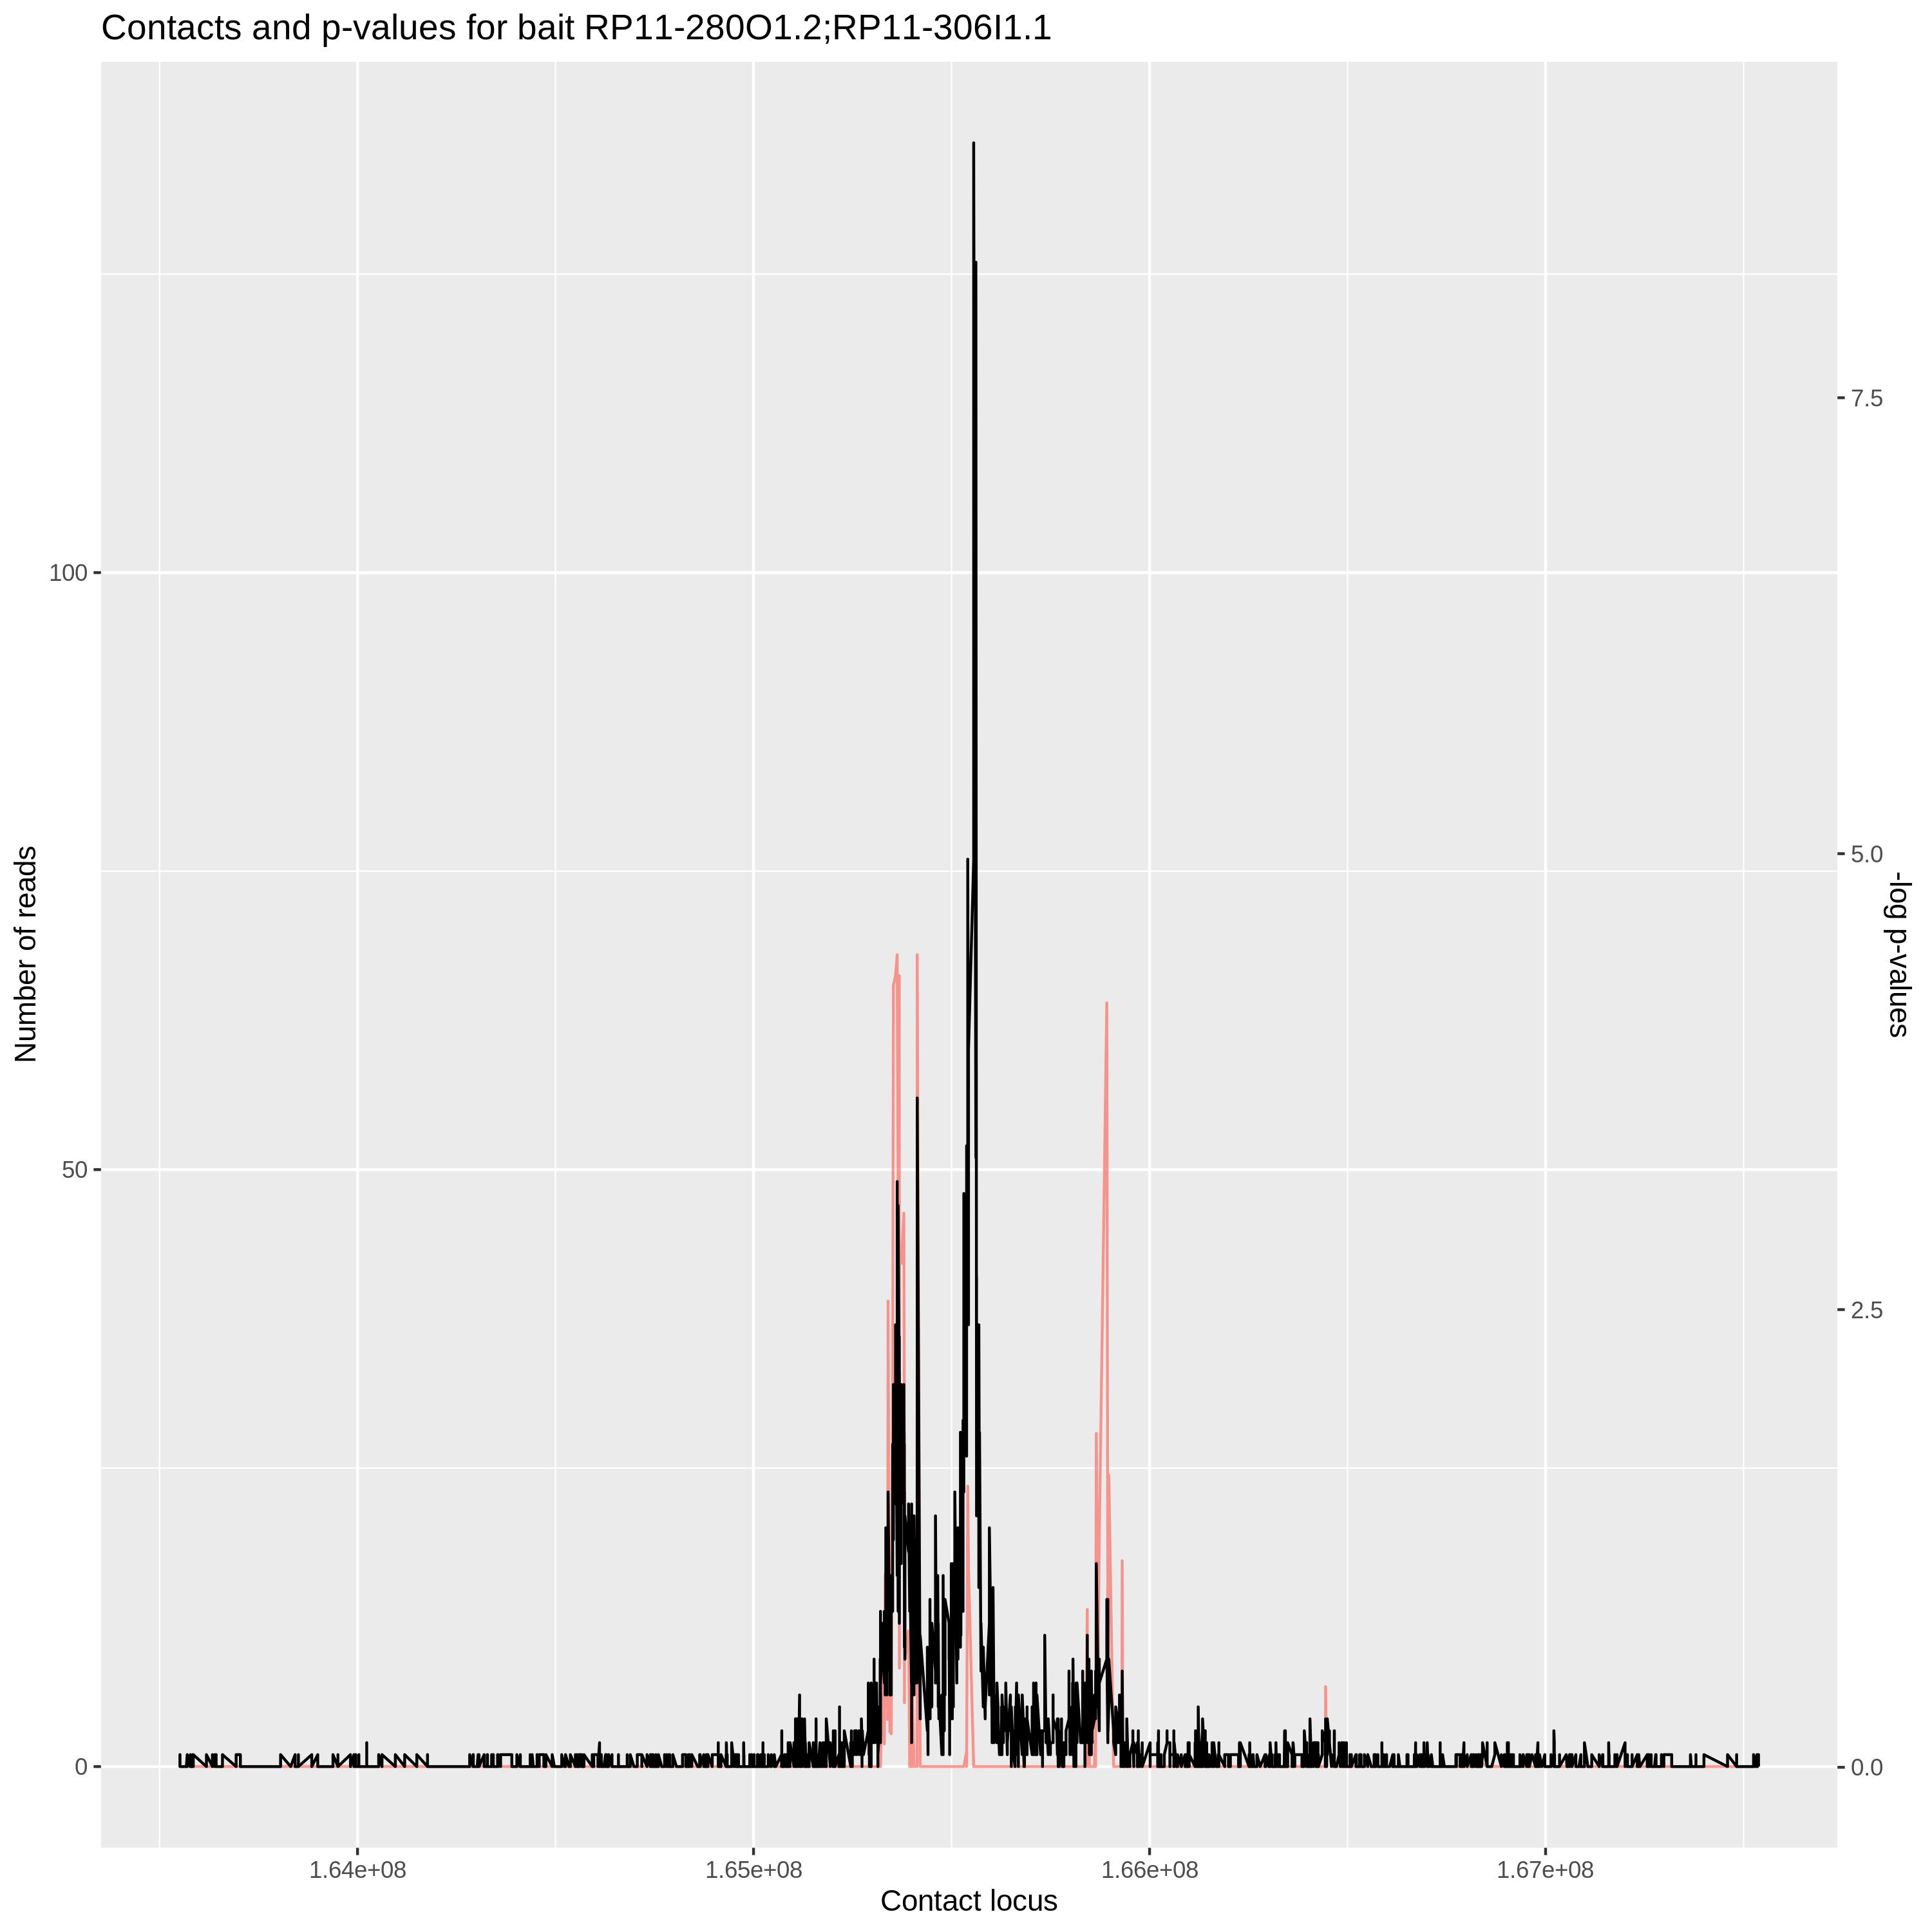 Contacts and p-values for bait RP11-280O1.2;RP11-306I1.1
Number of reads
100
50
0
7.5
5.0
2.5
0.0
-log p-values
1.64e+08
1.65e+08
1.66e+08
1.67e+08
Contact locus